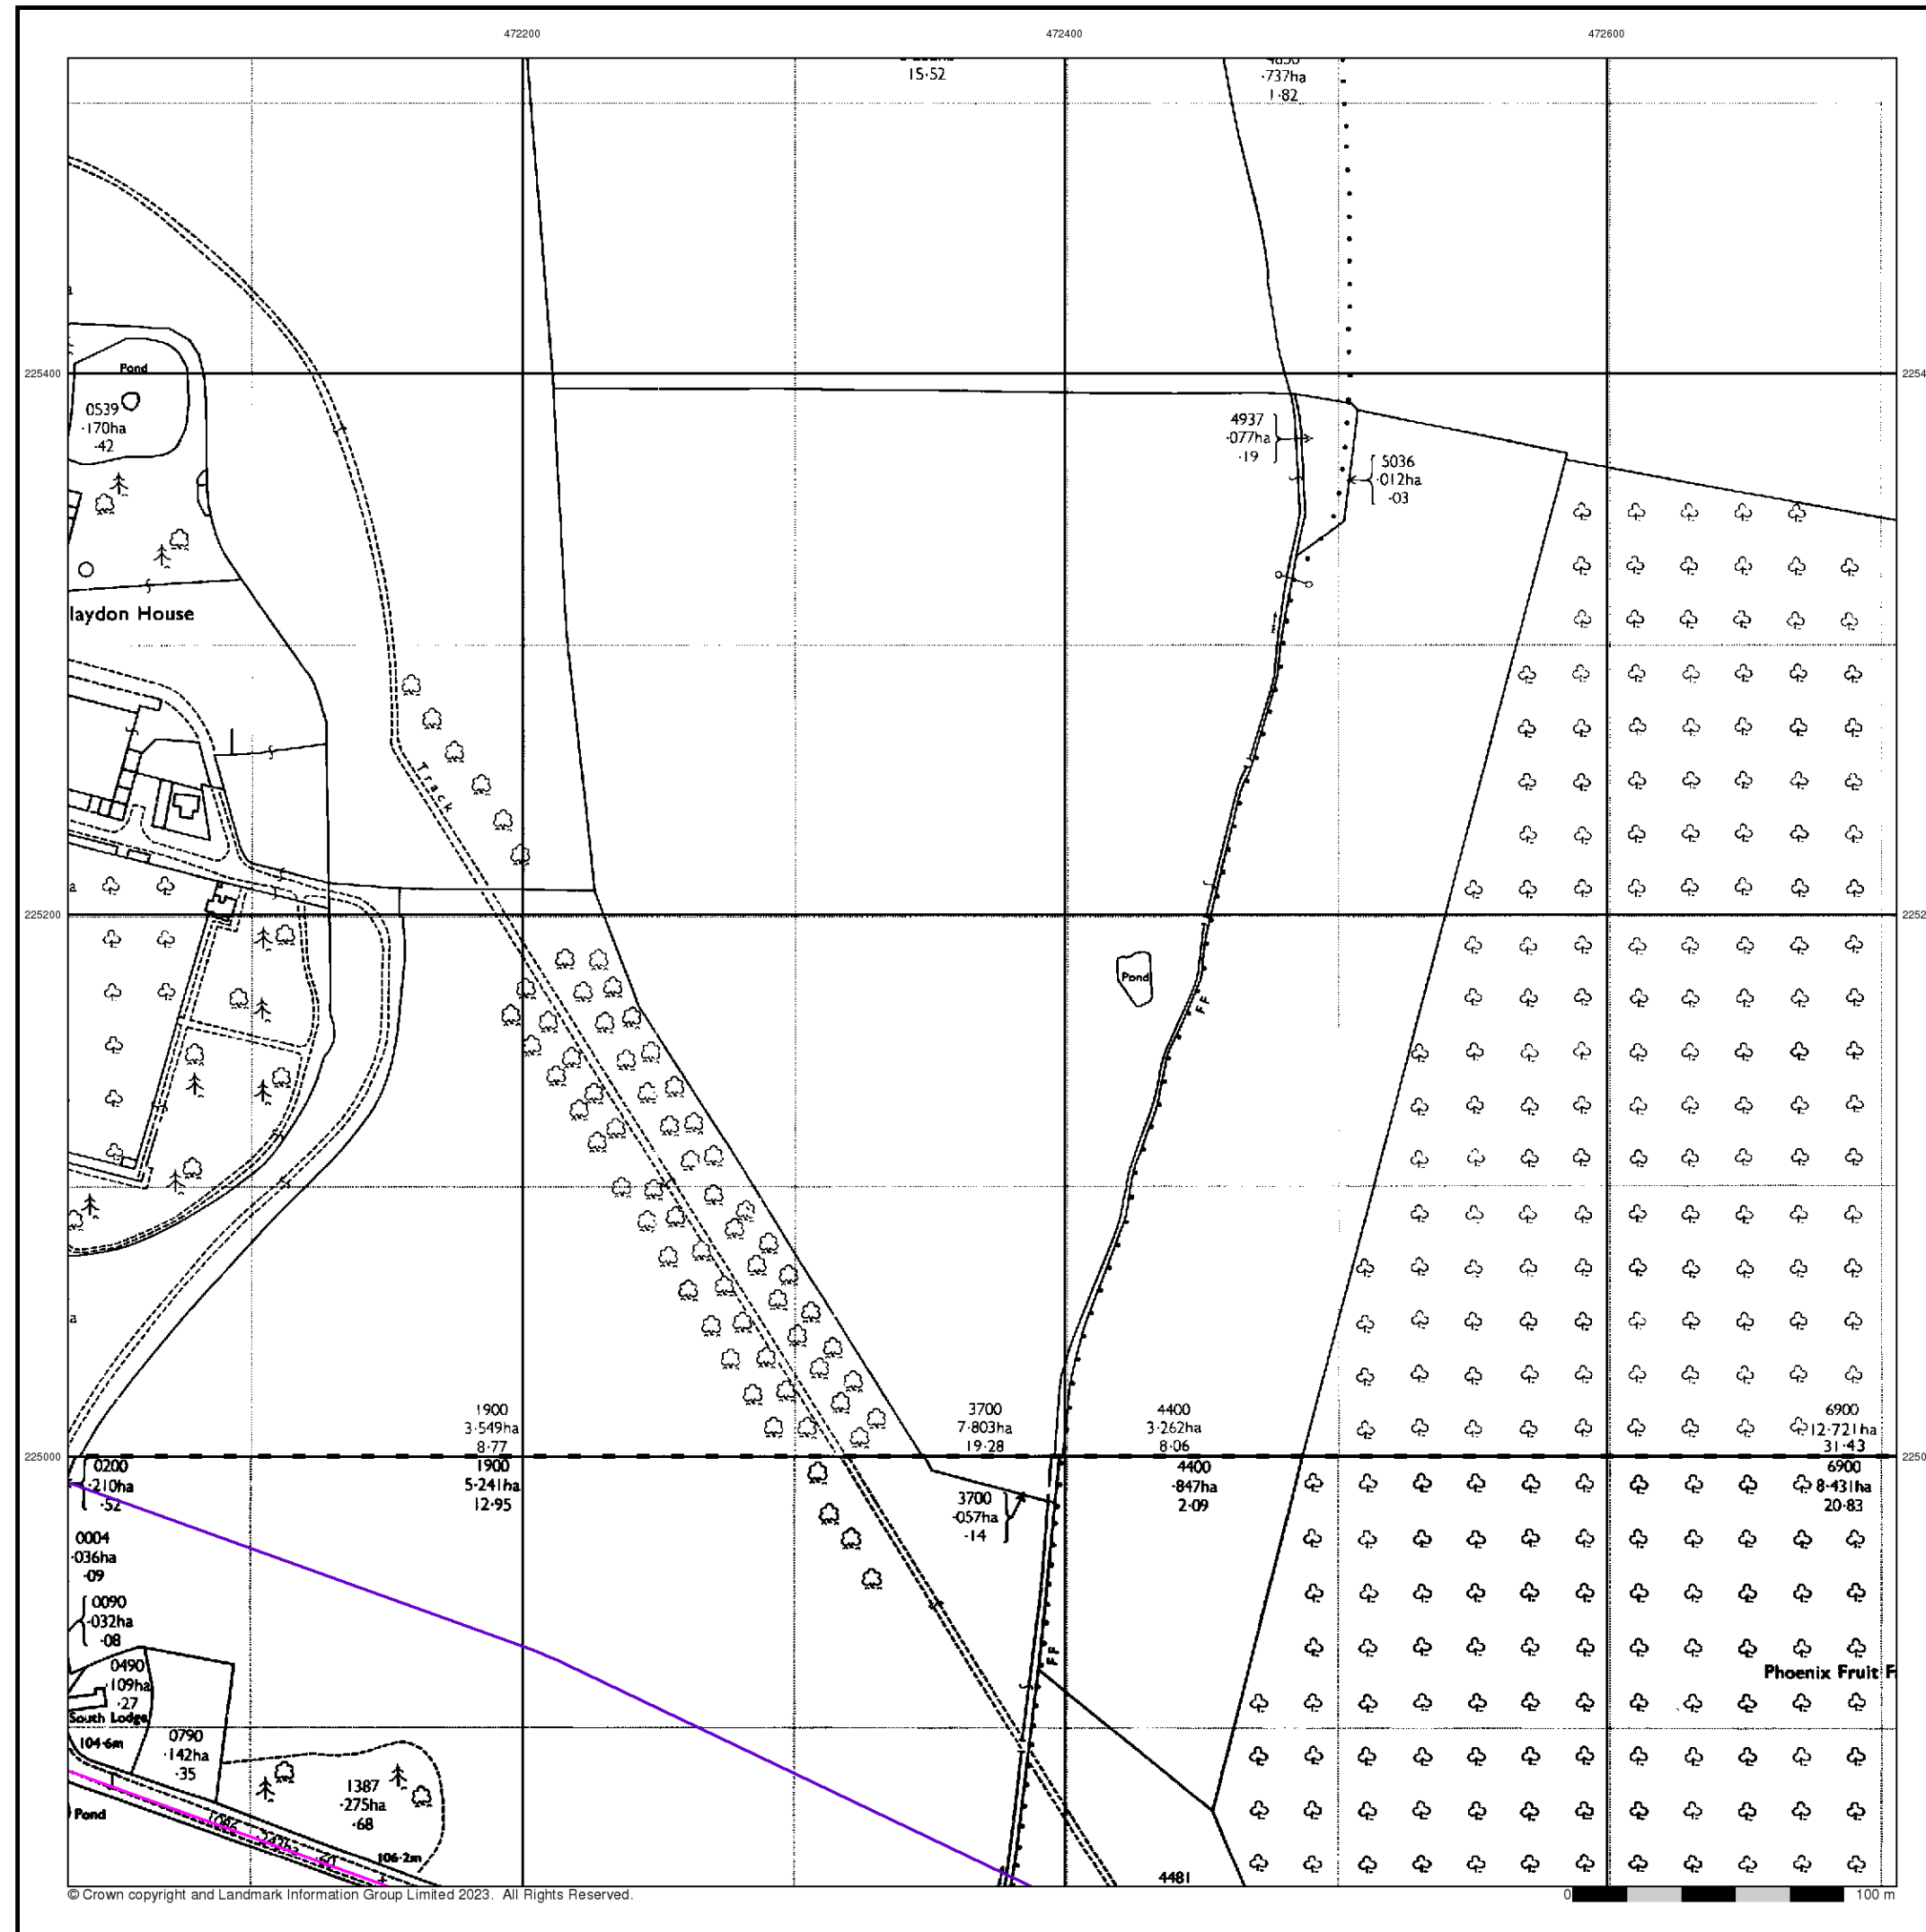 472200
472400
472600
15·52
·737ha
1·82
225400
Pond
0539
·170ha
·42
4937
·077ha
·19
5036
·012ha
·03
laydon House
Track
a
225200
Pond
FF
a
1900
3·549ha
8·77
3700
7·803ha
19·28
4400
3·262ha
8·06
6900
12·721ha
31·43
225000
0200
·210ha
·52
1900
5·241ha
12·95
3700
·057ha
·14
4400
·847ha
2·09
6900
8·431ha
20·83
0004
·036ha
·09
0090
·032ha
·08
FF
0490
·109ha
·27
South Lodge
104·6m
0790
·142ha
·35
Phoenix Fruit F
1387
·275ha
·68
Pond
106·2m
4481
© Crown copyright and Landmark Information Group Limited 2023. All Rights Reserved.
0
100 m